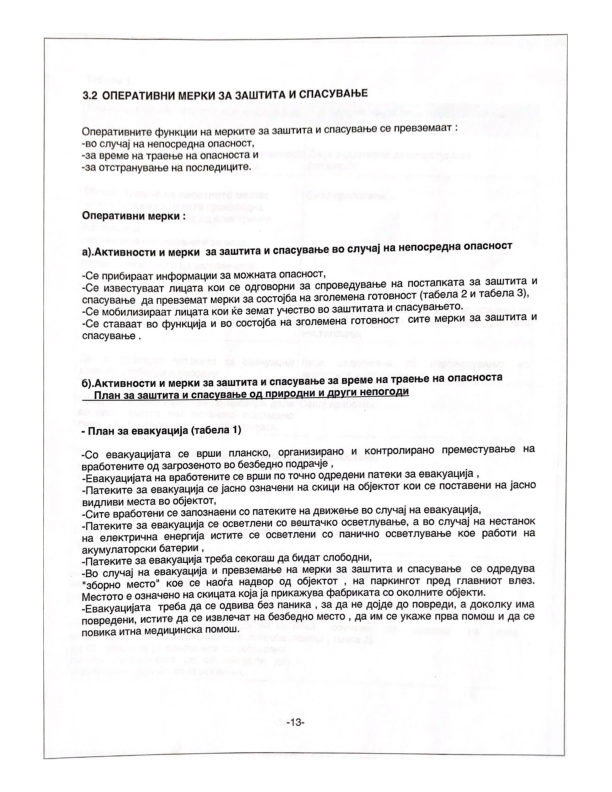 3.2 ОПЕРАТИВНИ МЕРКИ ЗА ЗАШТИТА И СПАСУВАЊЕ
Оперативните функции на мерките за заштита и спасување се превземаат :
-во случај на непосредна опасност,
-за време на траење на опасноста и
-за отстранување на последиците.
Оперативни мерки :
а).Активности и мерки за заштита и спасување во случај на непосредна опасност
-Се прибираат информации за можната опасност,
-Се известуваат лицата кои се одговорни за спроведување на постапката за заштита и
спасување да превземат мерки за состојба на зголемена готовност (табела 2 и табела 3),
-Се мобилизираат лицата кои ќе земат учество во заштитата и спасувањето.
-Се ставаат во функција и во состојба на зголемена готовност сите мерки за заштита и
спасување .
б).Активности и мерки за заштита и спасување за време на траење на опасноста
План за заштита и спасување од природни и други непогоди
- План за евакуација (табела 1)
-Со евакуацијата се врши планско, организирано и контролирано преместување на
вработените од загрозеното во безбедно подрачје ,
-Евакуацијата на вработените се врши по точно одредени патеки за евакуација ,
-Патеките за евакуација се јасно означени на скици на објектот кои се поставени на јасно
видливи места во објектот,
-Сите вработени се запознаени со патеките на движење во случај на евакуација,
-Патеките за евакуација се осветлени со вештачко осветлување, а во случај на нестанок
на електрична енергија истите се осветлени со панично осветлување кое работи на
акумулаторски батерии ,
-Патеките за евакуација треба секогаш да бидат слободни,
-Во случај на евакуација и превземање на мерки за заштита и спасување се одредува
"зборно место" кое се наоѓа надвор од објектот , на паркингот пред главниот влез.
Местото е означено на скицата која ја прикажува фабриката со околните објекти.
-Евакуацијата треба да се одвива без паника , за да не дојде до повреди, а доколку има
повредени, истите да се извлечат на безбедно место , да им се укаже прва помош и да се
повика итна медицинска помош.
-13-